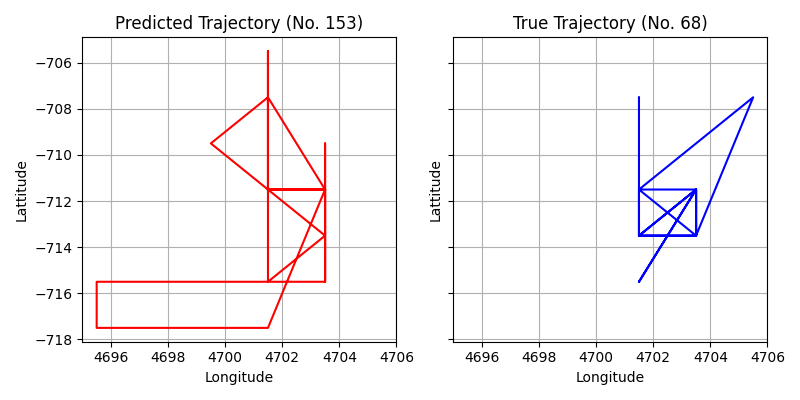 Predicted Trajectory (No. 153)
True Trajectory (No. 68)
Lattitude
−706
−708
−710
−712
−714
−716
−718
4696 4698 4700 4702 4704 4706
Longitude
Lattitude
4696 4698 4700 4702 4704 4706
Longitude